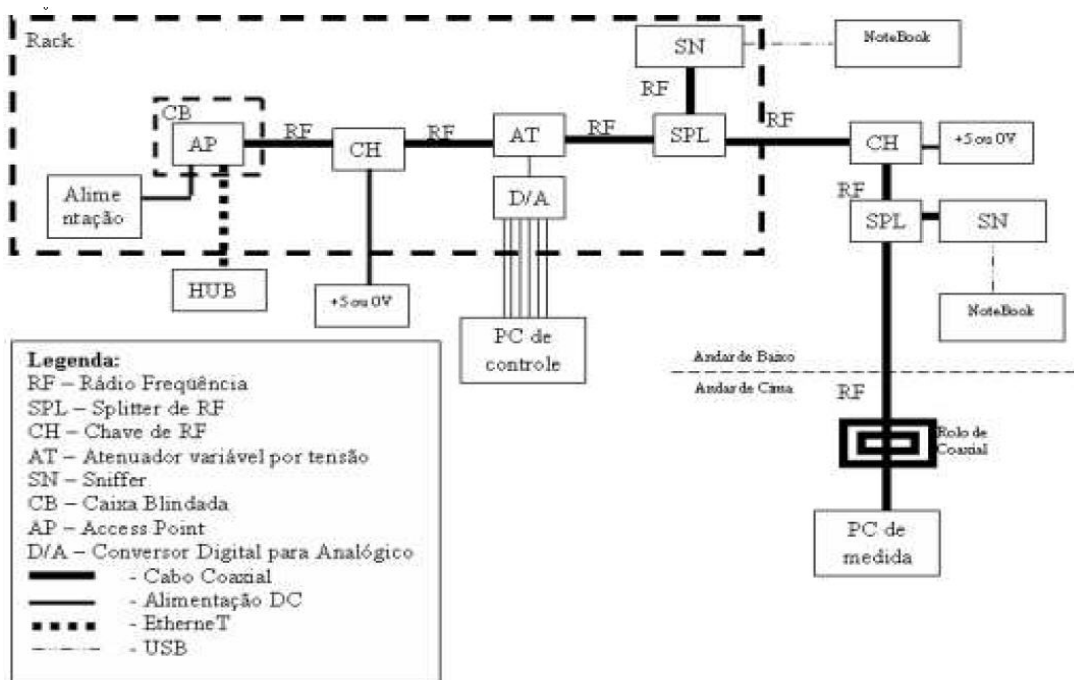 Rack
SN
NoteBook
RF
CB
AP
RF
CH
RF
AT
RF
SPL
RF
CH
+5 ou 0V
Alime
ntação
D/A
RF
SPL
SN
HUB
+5 ou 0V
PC de
controle
NoteBook
Andar de Baixo
Andar de Cima
RF
Rolo de
Coaxial
PC de
medida
Legenda:
RF – Rádio Freqüência
SPL – Splitter de RF
CH – Chave de RF
AT – Atenuador variável por tensão
SN – Sniffer
CB – Caixa Blindada
AP – Access Point
D/A – Conversor Digital para Analógico
- Cabo Coaxial
- Alimentação DC
- EtherneT
- USB